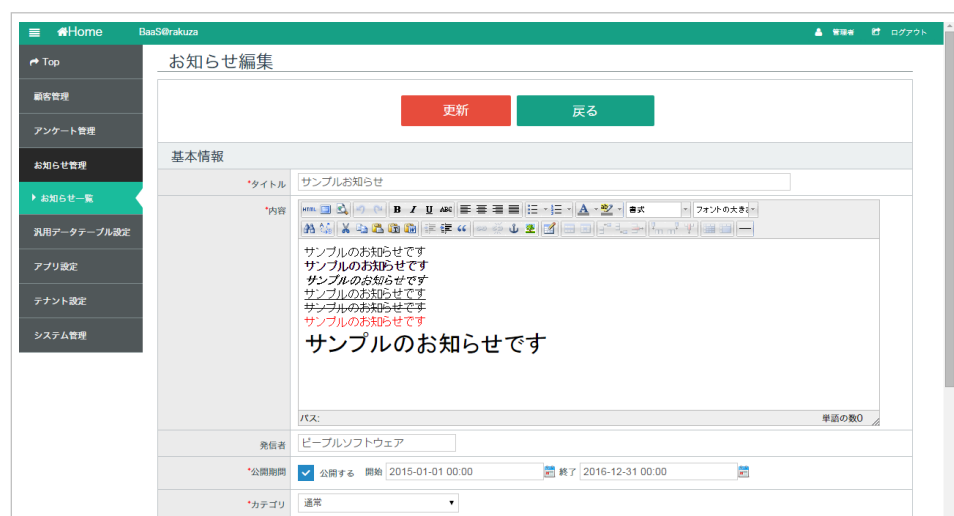 Home BaaS@rakuza 管理者 ログアウト
Top
顧客管理
アンケート管理
お知らせ管理
お知らせ一覧
汎用データテーブル設定
アプリ設定
テナント設定
システム管理
お知らせ編集
更新 戻る
基本情報
*タイトル サンプルお知らせ
*内容
HTML B I U ABC A ab 書式 フォントの大きさ
サンプルのお知らせです
サンプルのお知らせです
サンプルのお知らせです
サンプルのお知らせです
サンプルのお知らせです
サンプルのお知らせです
サンプルのお知らせです
パス: 単語の数0
発信者 ピープルソフトウェア
*公開期間 公開する 開始 2015-01-01 00:00 終了 2016-12-31 00:00
*カテゴリ 通常